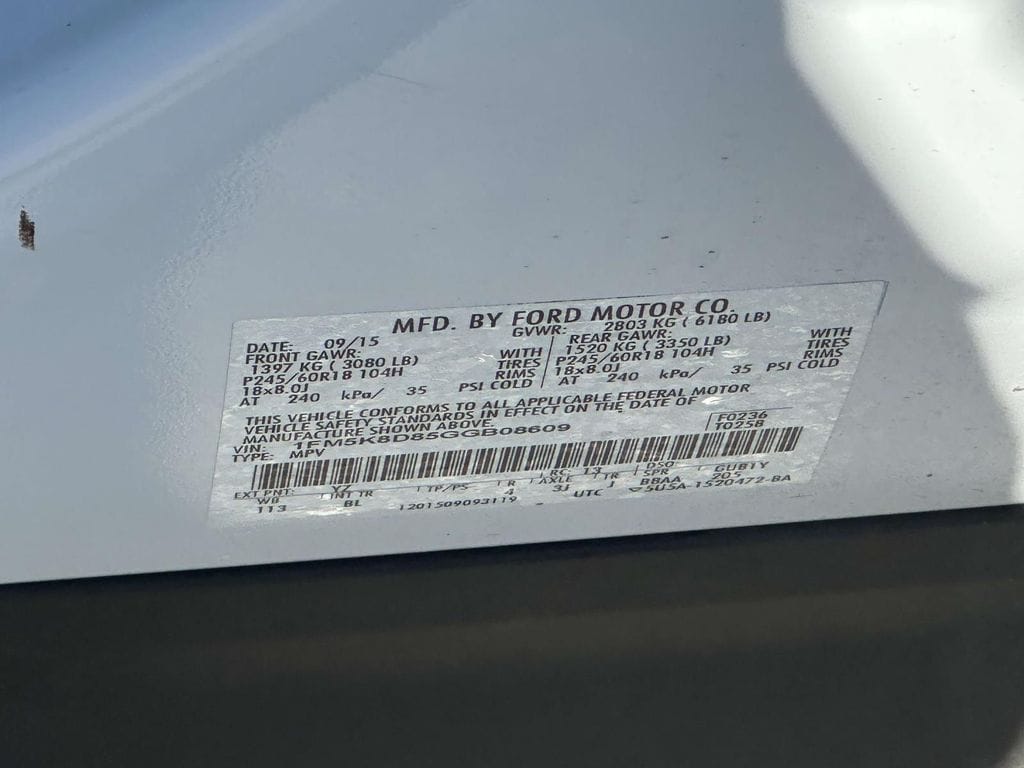 MFD. BY FORD MOTOR CO.
DATE: 09/15 GVWR: 2803 KG ( 6180 LB)
FRONT GAWR: REAR GAWR:
1397 KG ( 3080 LB) WITH 1520 KG ( 3350 LB) WITH
P245/60R18 104H TIRES P245/60R18 104H TIRES
18x8.0J RIMS 18x8.0J RIMS
AT 240 kPa/ 35 PSI COLD AT 240 kPa/ 35 PSI COLD
THIS VEHICLE CONFORMS TO ALL APPLICABLE FEDERAL MOTOR
VEHICLE SAFETY STANDARDS IN EFFECT ON THE DATE OF
MANUFACTURE SHOWN ABOVE.
VIN: 1FM5K8D85GGB08609 F0236
TYPE: MPV T025B
EXT PNT: YZ RC: 13 DSO
WB INT TR TP/PS R AXLE TR SPR GUB1Y
113 BL 4 3J J BBAA 205
1201509093119 UTC 5U5A-1520472-BA